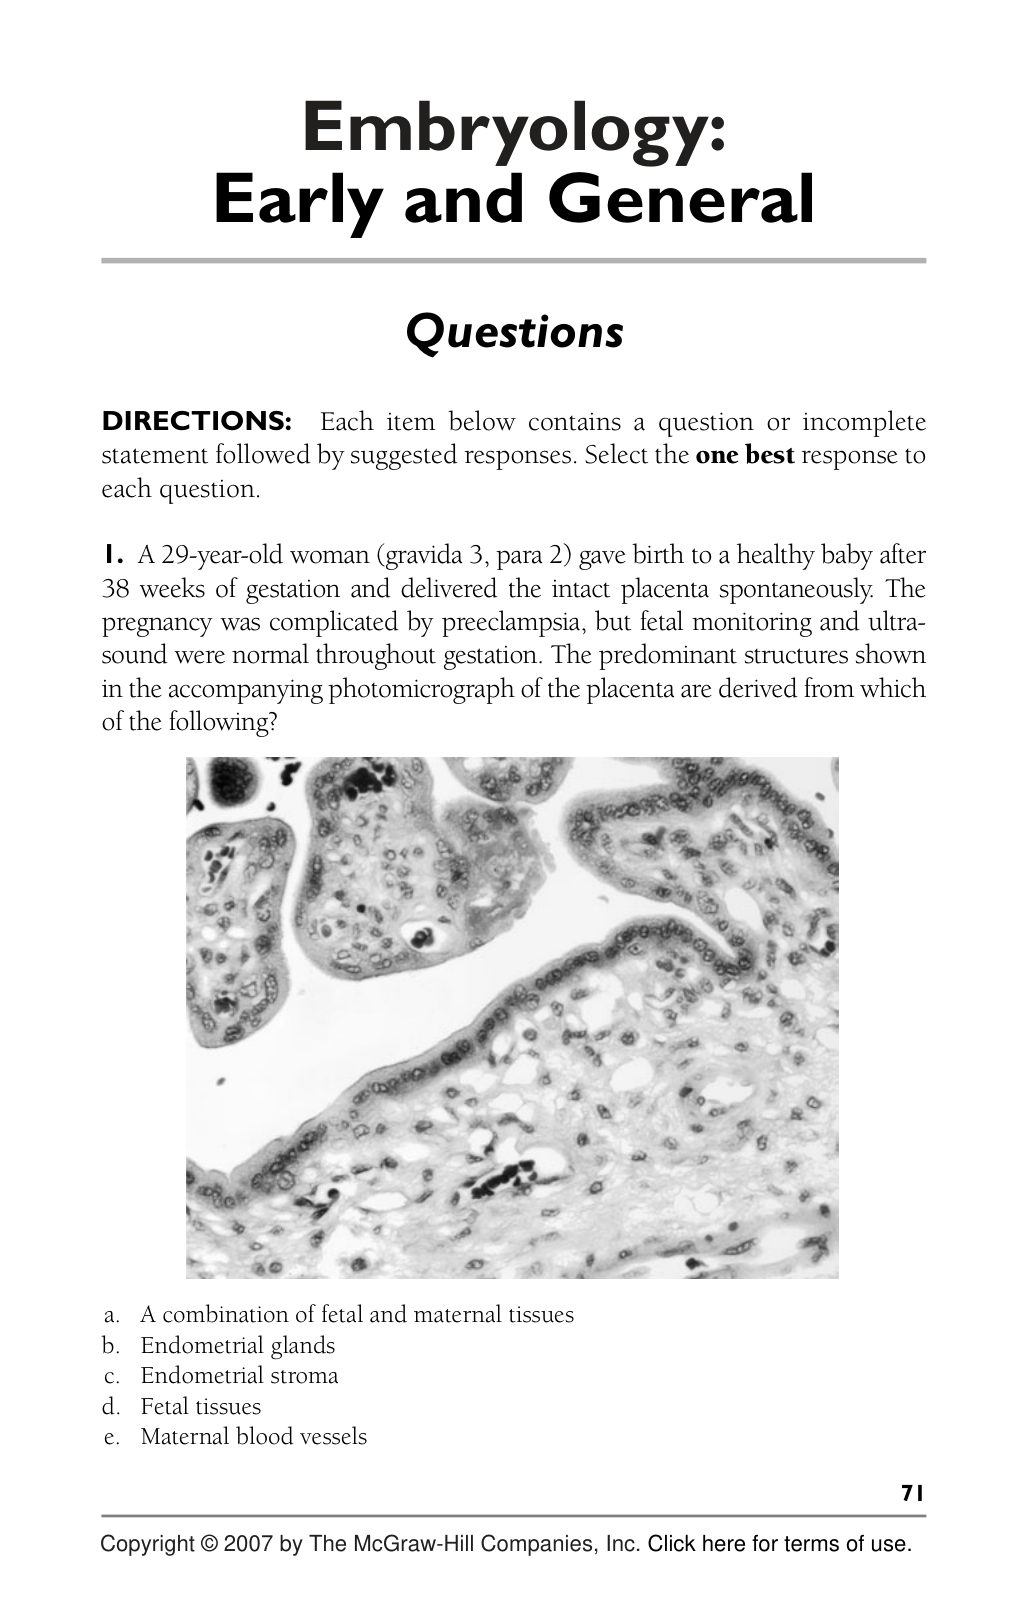 Embryology:
Early and General
Questions
DIRECTIONS: Each item below contains a question or incomplete
statement followed by suggested responses. Select the one best response to
each question.
1. A 29-year-old woman (gravida 3, para 2) gave birth to a healthy baby after
38 weeks of gestation and delivered the intact placenta spontaneously. The
pregnancy was complicated by preeclampsia, but fetal monitoring and ultra-
sound were normal throughout gestation. The predominant structures shown
in the accompanying photomicrograph of the placenta are derived from which
of the following?
a. A combination of fetal and maternal tissues
b. Endometrial glands
c. Endometrial stroma
d. Fetal tissues
e. Maternal blood vessels
71
Copyright © 2007 by The McGraw-Hill Companies, Inc. Click here for terms of use.